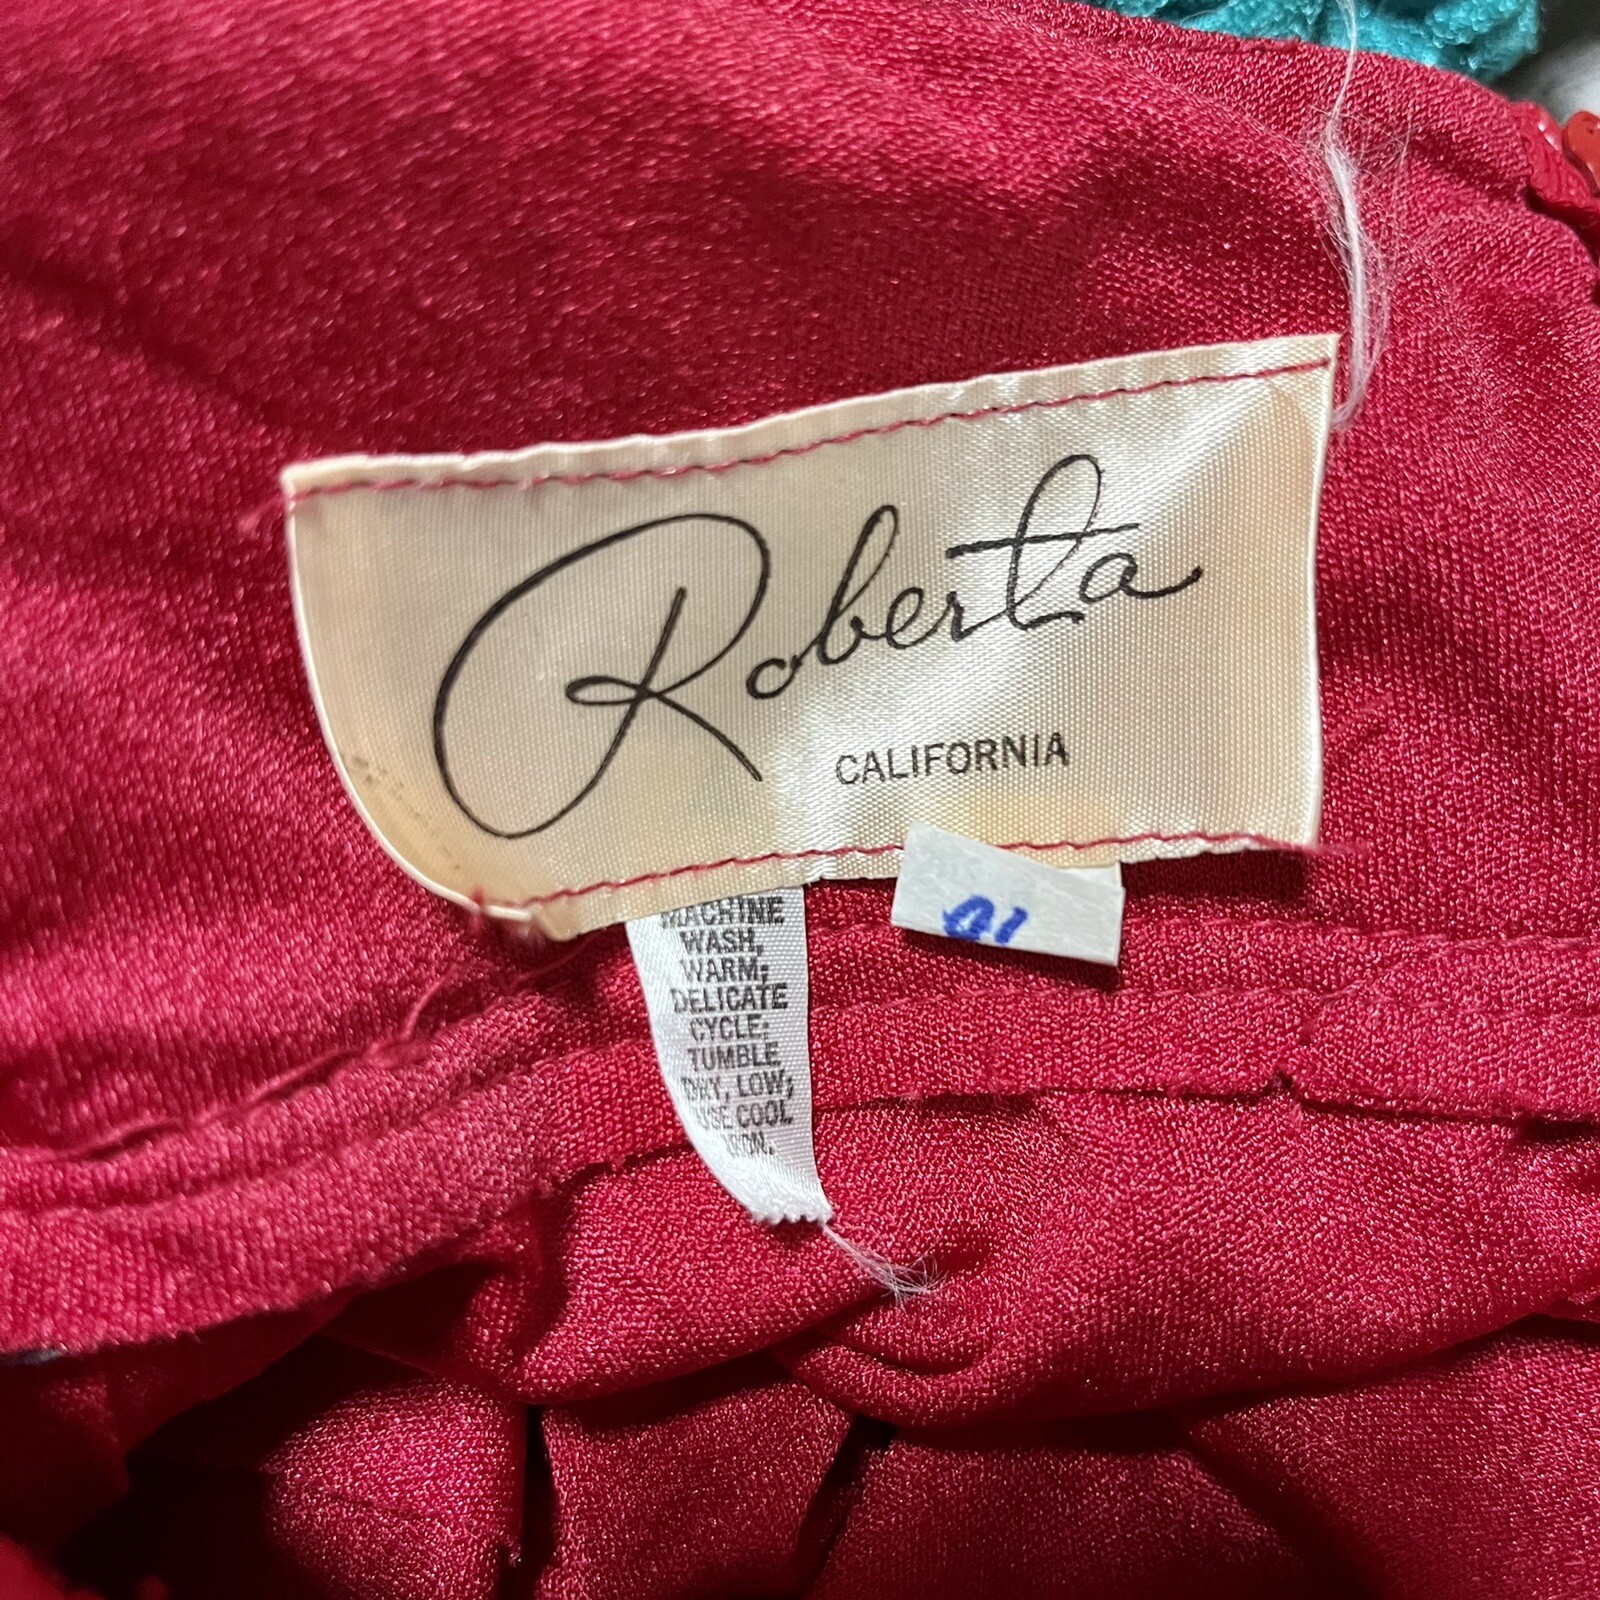 Roberta
CALIFORNIA
MACHINE
WASH,
WARM;
DELICATE
CYCLE;
TUMBLE
DRY, LOW;
USE COOL
IRON.